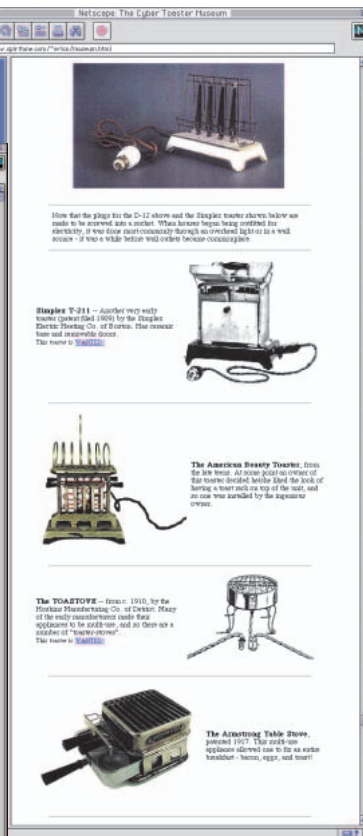 Netscape: The Cyber Toaster Museum
Note that the plugs for the D-12 above and the Simplex toaster shown below are
made to be screwed into a socket. When houses began being outfitted for
electricity, it was done most commonly through an overhead light or in a wall
sconce - it was a while before wall outlets became commonplace.
Simplex T-211 -- Another very early
toaster (patent filed 1909) by the Simplex
Electric Heating Co. of Boston. Has ceramic
base and removable doors.
This toaster is WANTED!
The American Beauty Toaster, from
the late teens. At some point an owner of
this toaster decided he/she liked the look of
having a toast rack on top of the unit, and
so one was installed by the ingenious
owner.
The TOASTOVE -- from c. 1910, by the
Hoskins Manufacturing Co. of Detroit. Many
of the early manufacturers made their
appliances to be multi-use, and so there are a
number of "toaster-stoves".
This toaster is WANTED!
The Armstrong Table Stove,
patented 1917. This multi-use
appliance allowed one to fix an entire
breakfast - bacon, eggs, and toast!